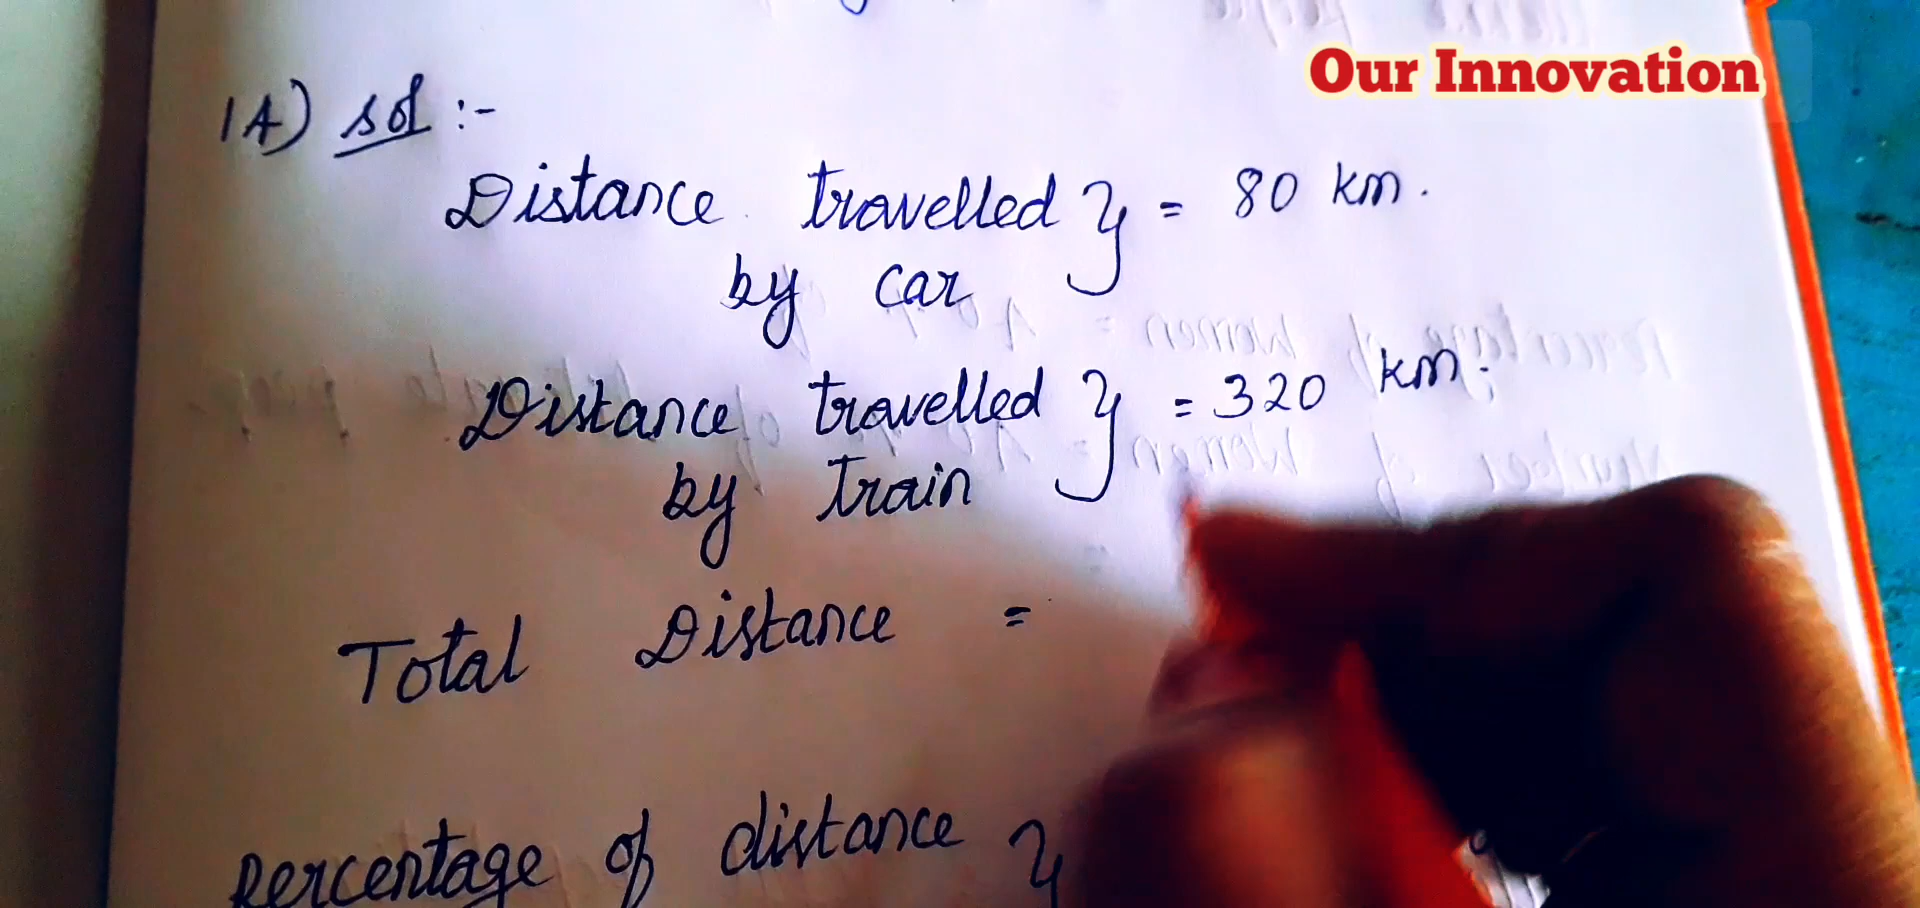 Our Innovation
1A) sol :-
Distance travelled } = 80 km.
by car
Distance travelled } = 320 km.
by train
Total Distance =
Percentage of distance }